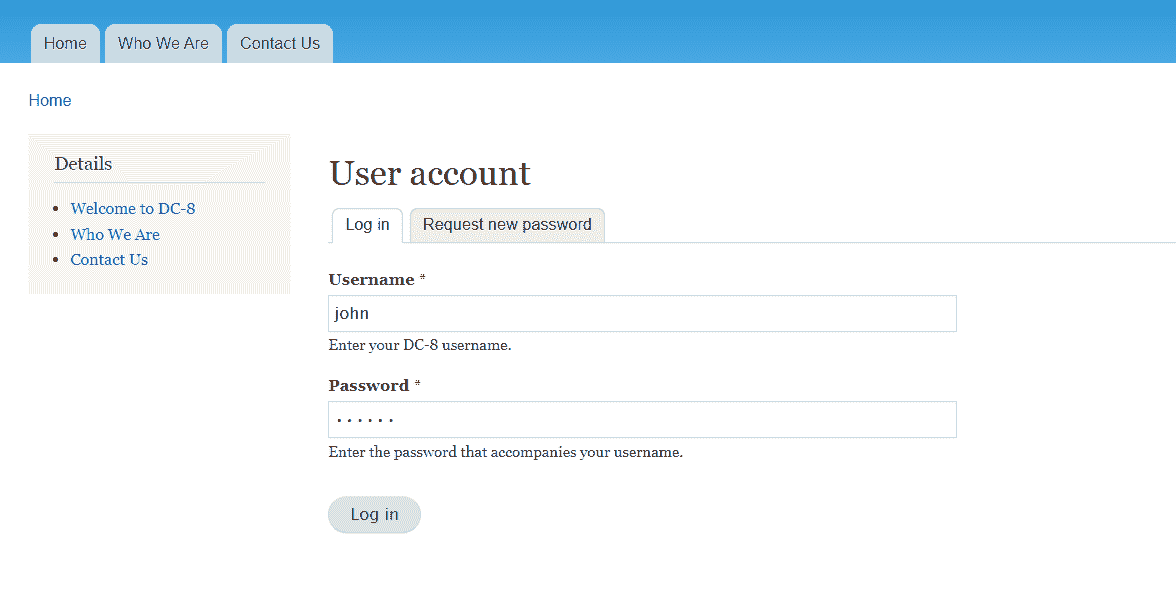 Home Who We Are Contact Us
Home
Details
Welcome to DC-8
Who We Are
Contact Us
User account
Log in Request new password
Username *
john
Enter your DC-8 username.
Password *
······
Enter the password that accompanies your username.
Log in